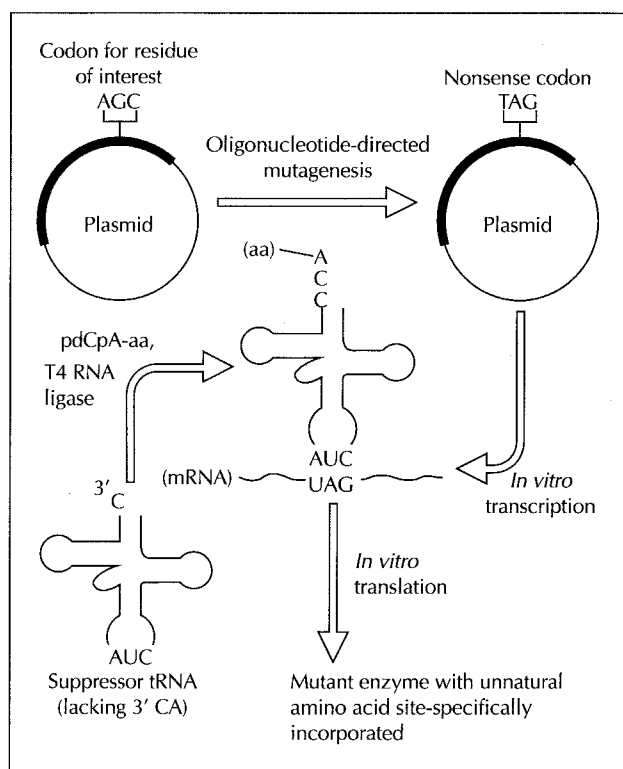 Codon for residue
of interest
AGC
Plasmid
Oligonucleotide-directed
mutagenesis
Nonsense codon
TAG
Plasmid
(aa)
A
C
C
pdCpA-aa,
T4 RNA
ligase
AUC
(mRNA)
UAG
In vitro
transcription
3′
C
AUC
Suppressor tRNA
(lacking 3′ CA)
In vitro
translation
Mutant enzyme with unnatural
amino acid site-specifically
incorporated